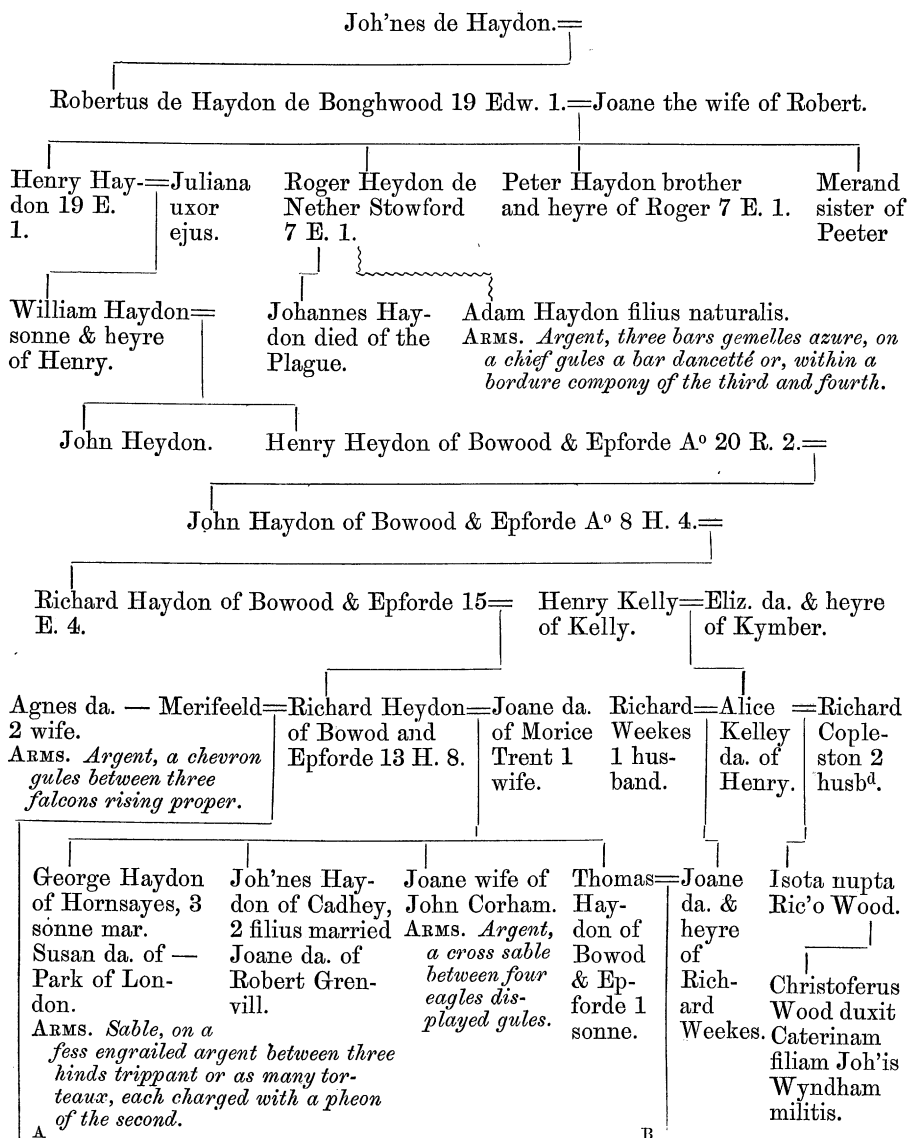 Joh'nes de Haydon.=
Robertus de Haydon de Bonghwood 19 Edw. 1.=Joane the wife of Robert.
Henry Hay-=Juliana
don 19 E.
1.
uxor
ejus.
Roger Heydon de
Nether Stowford
7 E. 1.
Peter Haydon brother
and heyre of Roger 7 E. 1.
Merand
sister of
Peeter
William Haydon=
sonne & heyre
of Henry.
Johannes Hay-
don died of the
Plague.
Adam Haydon filius naturalis.
ARMS. Argent, three bars gemelles azure, on
a chief gules a bar dancetté or, within a
bordure compony of the third and fourth.
John Heydon.
Henry Heydon of Bowood & Epforde Aº 20 R. 2.=
John Haydon of Bowood & Epforde Aº 8 H. 4.=
Richard Haydon of Bowood & Epforde 15=
E. 4.
Henry Kelly=Eliz. da. & heyre
of Kelly.
of Kymber.
Agnes da. — Merifeeld=Richard Heydon=Joane da.
2 wife.
ARMS. Argent, a chevron
gules between three
falcons rising proper.
of Bowod and
Epforde 13 H. 8.
of Morice
Trent 1
wife.
Richard=Alice =Richard
Weekes
1 hus-
band.
Kelley
da. of
Henry.
Cople-
ston 2
husbᵈ.
George Haydon
of Hornsayes, 3
sonne mar.
Susan da. of —
Park of Lon-
don.
ARMS. Sable, on a
fess engrailed argent between three
hinds trippant or as many tor-
teaux, each charged with a pheon
of the second.
Joh'nes Hay-
don of Cadhey,
2 filius married
Joane da. of
Robert Gren-
vill.
Joane wife of
John Corham.
ARMS. Argent,
a cross sable
between four
eagles dis-
played gules.
Thomas=Joane
Hay-
don of
Bowod
& Ep-
forde 1
sonne.
da. &
heyre
of
Rich-
ard
Weekes.
Isota nupta
Ric'o Wood.
Christoferus
Wood duxit
Caterinam
filiam Joh'is
Wyndham
militis.
A
B